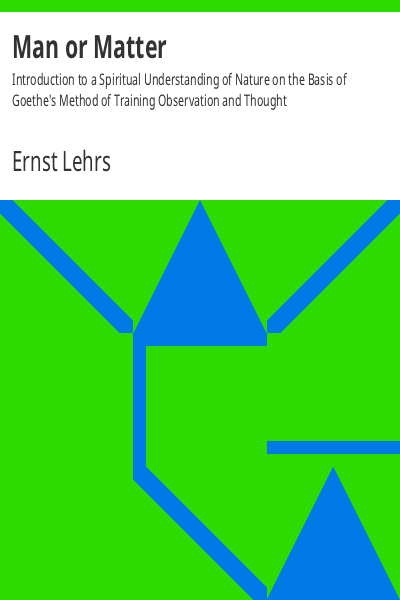 Man or Matter
Introduction to a Spiritual Understanding of Nature on the Basis of
Goethe's Method of Training Observation and Thought
Ernst Lehrs